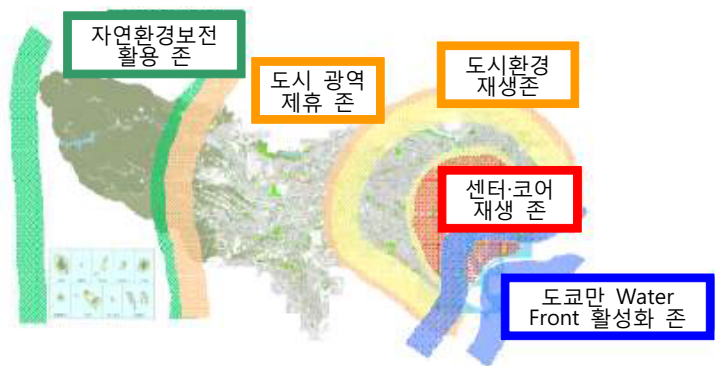 자연환경보전
활용 존
도시 광역
제휴 존
도시환경
재생존
센터·코어
재생 존
도쿄만 Water
Front 활성화 존